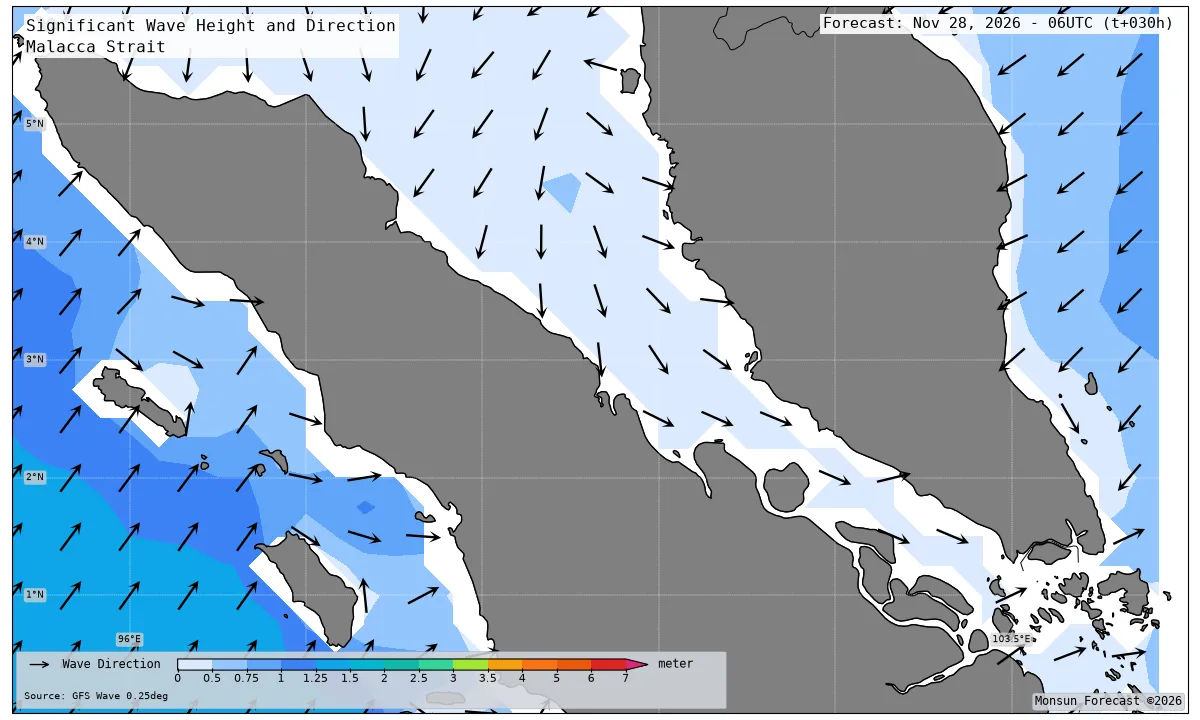 Significant Wave Height and Direction
Malacca Strait
Forecast: Nov 28, 2026 - 06UTC (t+030h)
5°N
4°N
3°N
2°N
1°N
96°E
103.5°E
Wave Direction
meter
0 0.5 0.75 1 1.25 1.5 2 2.5 3 3.5 4 5 6 7
Source: GFS Wave 0.25deg
Monsun Forecast ©2026